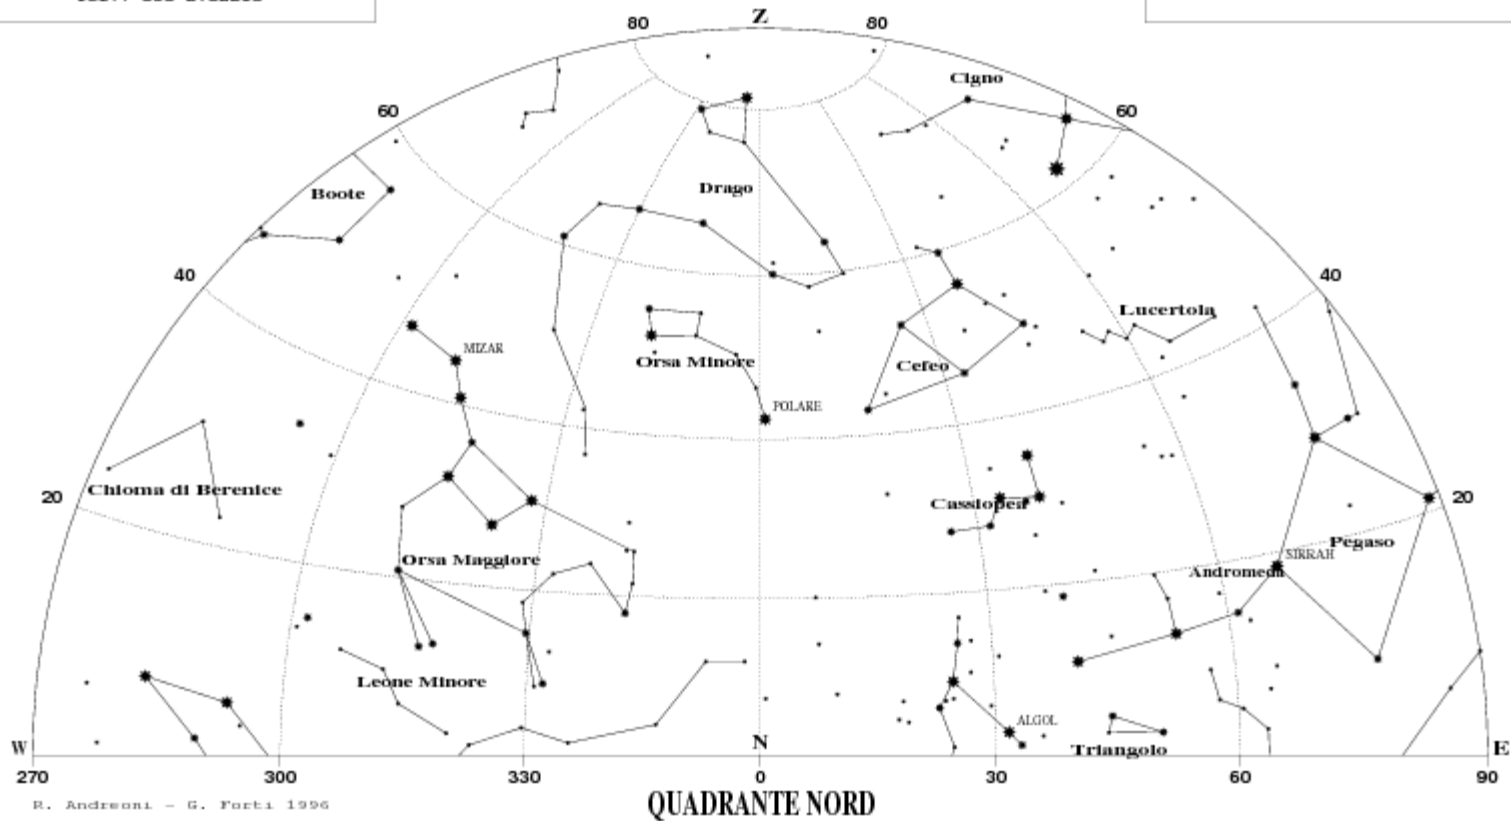 80 Z 80
Cigno
60 60
Boote Drago
40 40
Lucertola
MIZAR
Orsa Minore Cefeo
POLARE
Chioma di Berenice
20 Cassiopea 20
Orsa Maggiore SIRRAH Pegaso
Andromeda
Leone Minore
ALGOL
W N Triangolo E
270 300 330 0 30 60 90
R. Andreoni - G. Forti 1996 QUADRANTE NORD